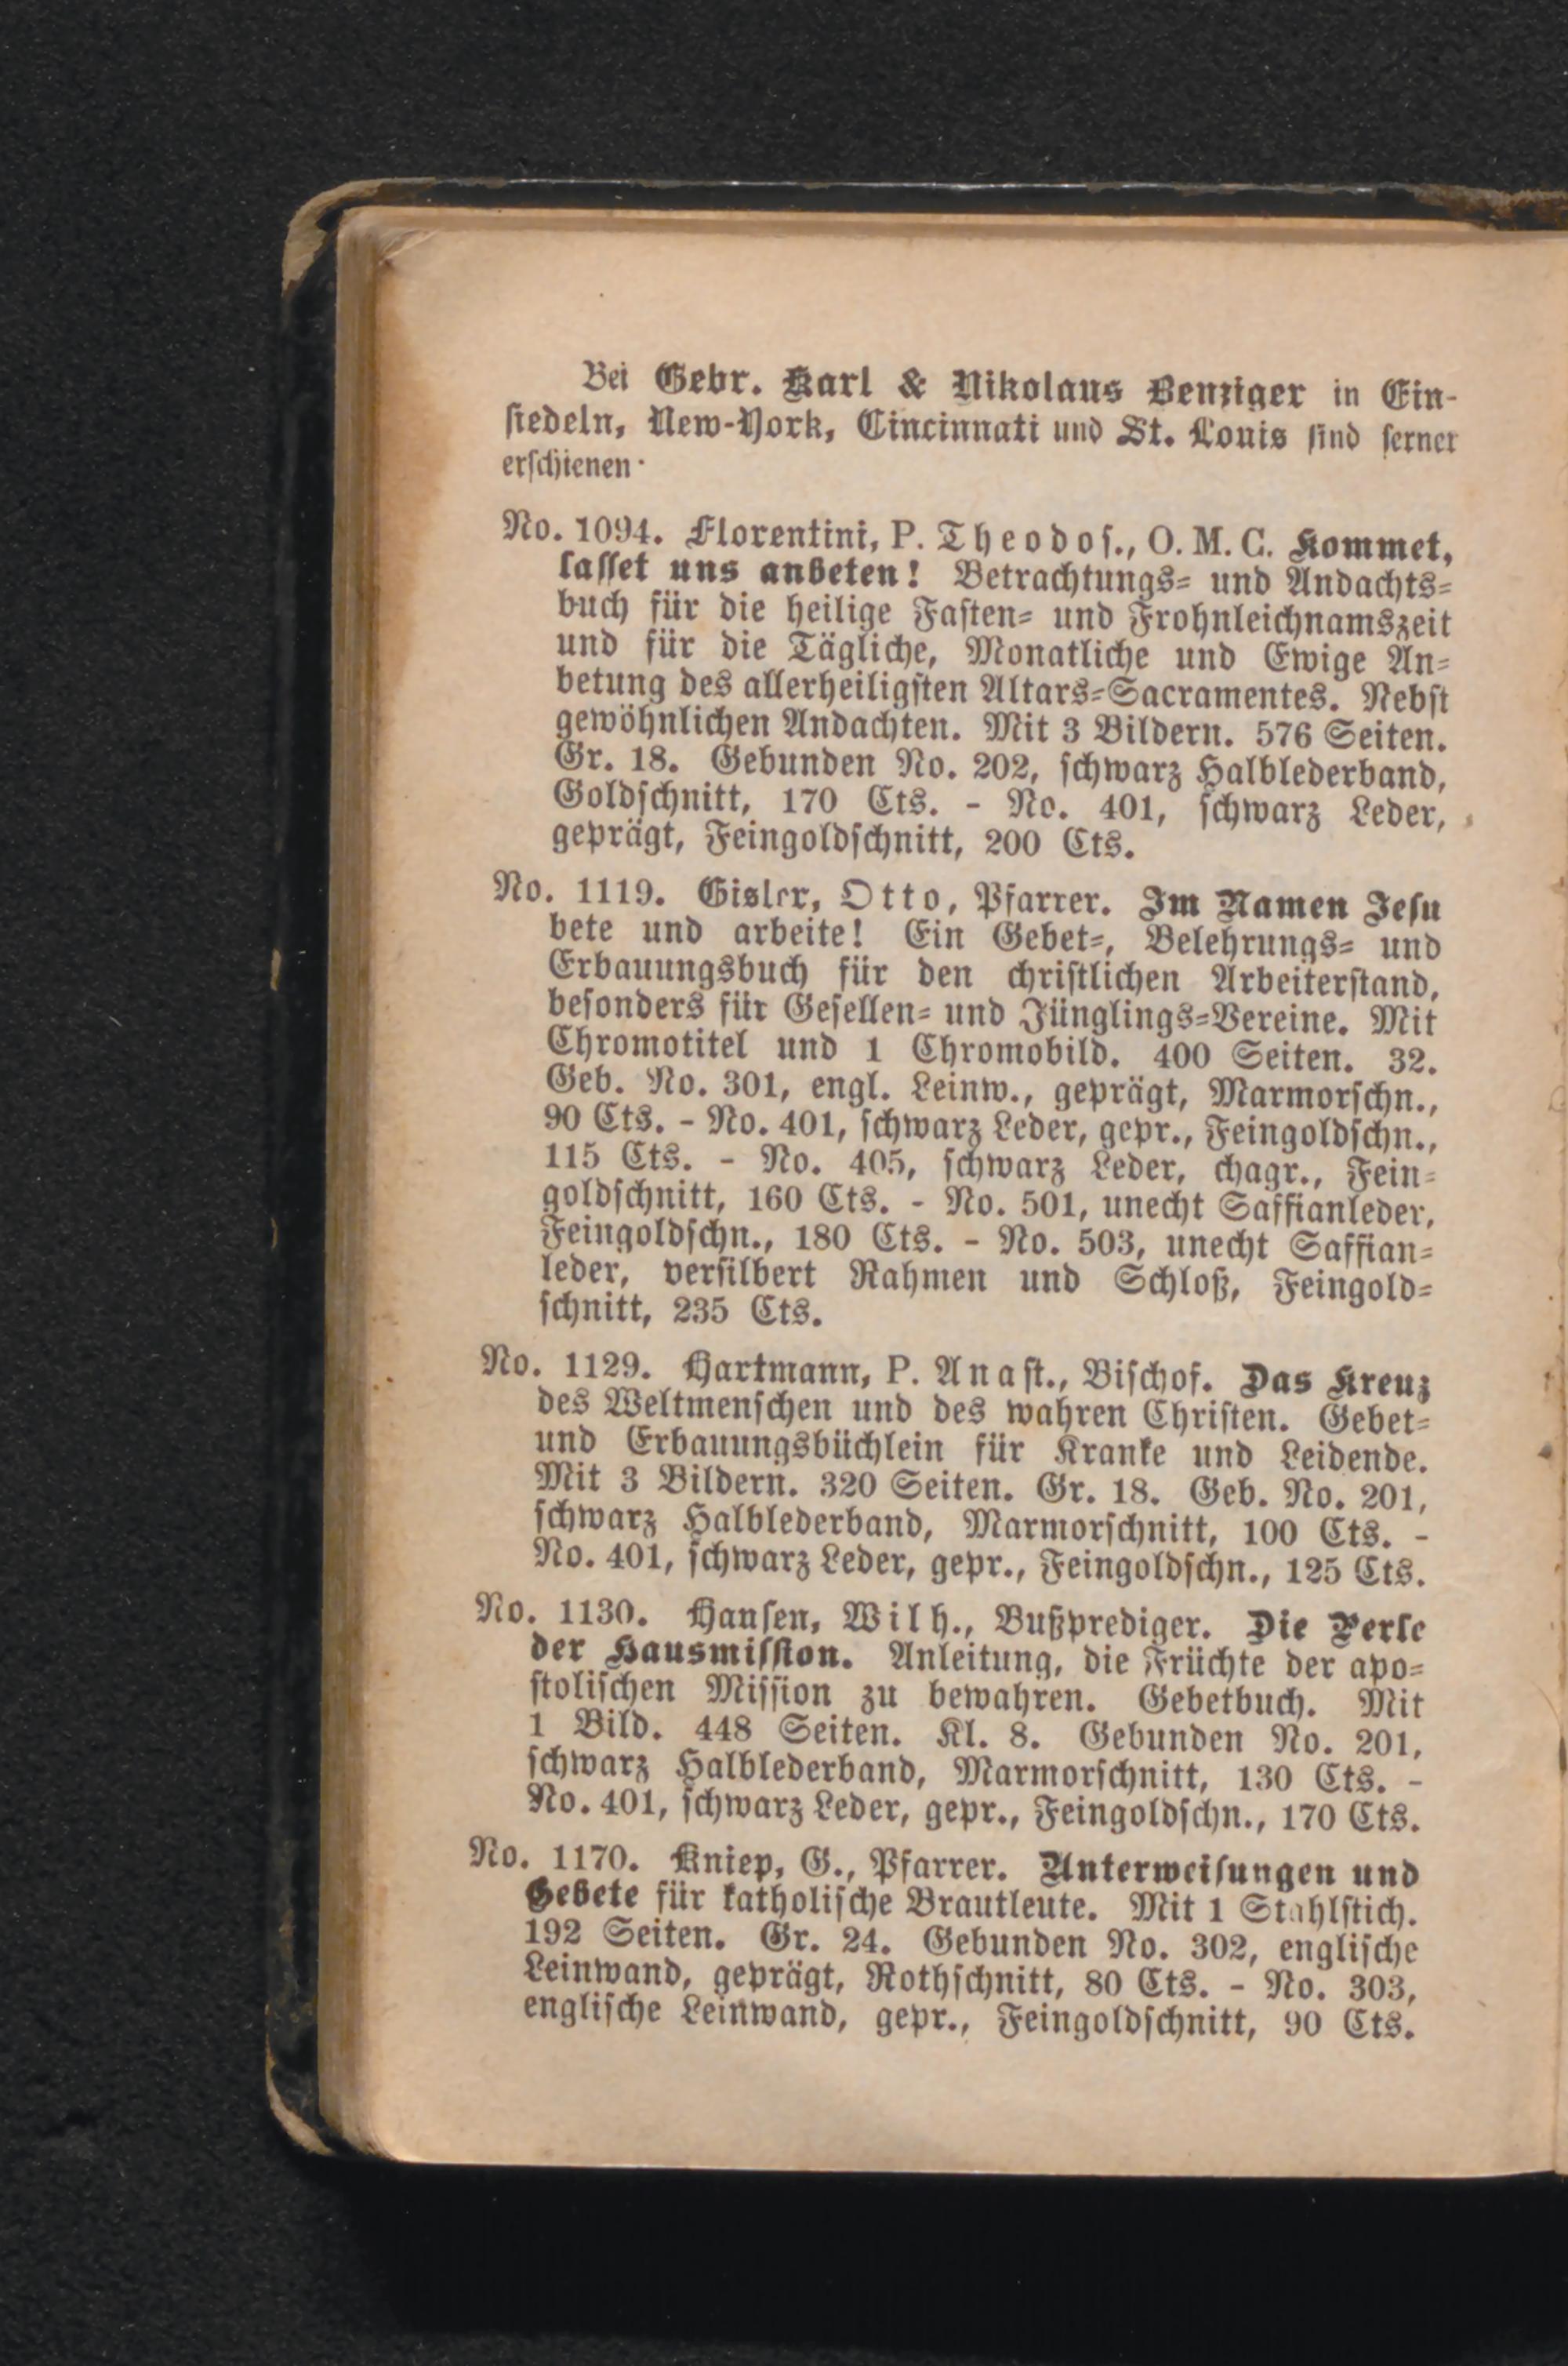 Bei Gebr. Karl & Nikolaus Benziger in Ein-
siedeln, New-York, Cincinnati und St. Louis sind ferner
erschienen·
No. 1094. Florentini, P. Theodos., O. M. C. Kommet,
lasset uns anbeten! Betrachtungs- und Andachts-
buch für die heilige Fasten- und Frohnleichnamszeit
und für die Tägliche, Monatliche und Ewige An-
betung des allerheiligsten Altars-Sacramentes. Nebst
gewöhnlichen Andachten. Mit 3 Bildern. 576 Seiten.
Gr. 18. Gebunden No. 202, schwarz Halblederband,
Goldschnitt, 170 Cts. - No. 401, schwarz Leder,
geprägt, Feingoldschnitt, 200 Cts.
No. 1119. Gisler, Otto, Pfarrer. Im Namen Jesu
bete und arbeite! Ein Gebet-, Belehrungs- und
Erbauungsbuch für den christlichen Arbeiterstand,
besonders für Gesellen- und Jünglings-Vereine. Mit
Chromotitel und 1 Chromobild. 400 Seiten. 32.
Geb. No. 301, engl. Leinw., geprägt, Marmorschn.,
90 Cts. - No. 401, schwarz Leder, gepr., Feingoldschn.,
115 Cts. - No. 405, schwarz Leder, chagr., Fein-
goldschnitt, 160 Cts. - No. 501, unecht Saffianleder,
Feingoldschn., 180 Cts. - No. 503, unecht Saffian-
leder, versilbert Rahmen und Schloß, Feingold-
schnitt, 235 Cts.
No. 1129. Hartmann, P. Anast., Bischof. Das Kreuz
des Weltmenschen und des wahren Christen. Gebet-
und Erbauungsbüchlein für Kranke und Leidende.
Mit 3 Bildern. 320 Seiten. Gr. 18. Geb. No. 201,
schwarz Halblederband, Marmorschnitt, 100 Cts. -
No. 401, schwarz Leder, gepr., Feingoldschn., 125 Cts.
No. 1130. Hansen, Wilh., Bußprediger. Die Perle
der Hausmission. Anleitung, die Früchte der apo-
stolischen Mission zu bewahren. Gebetbuch. Mit
1 Bild. 448 Seiten. Kl. 8. Gebunden No. 201,
schwarz Halblederband, Marmorschnitt, 130 Cts. -
No. 401, schwarz Leder, gepr., Feingoldschn., 170 Cts.
No. 1170. Kniep, G., Pfarrer. Unterweisungen und
Gebete für katholische Brautleute. Mit 1 Stahlstich.
192 Seiten. Gr. 24. Gebunden No. 302, englische
Leinwand, geprägt, Rothschnitt, 80 Cts. - No. 303,
englische Leinwand, gepr., Feingoldschnitt, 90 Cts.